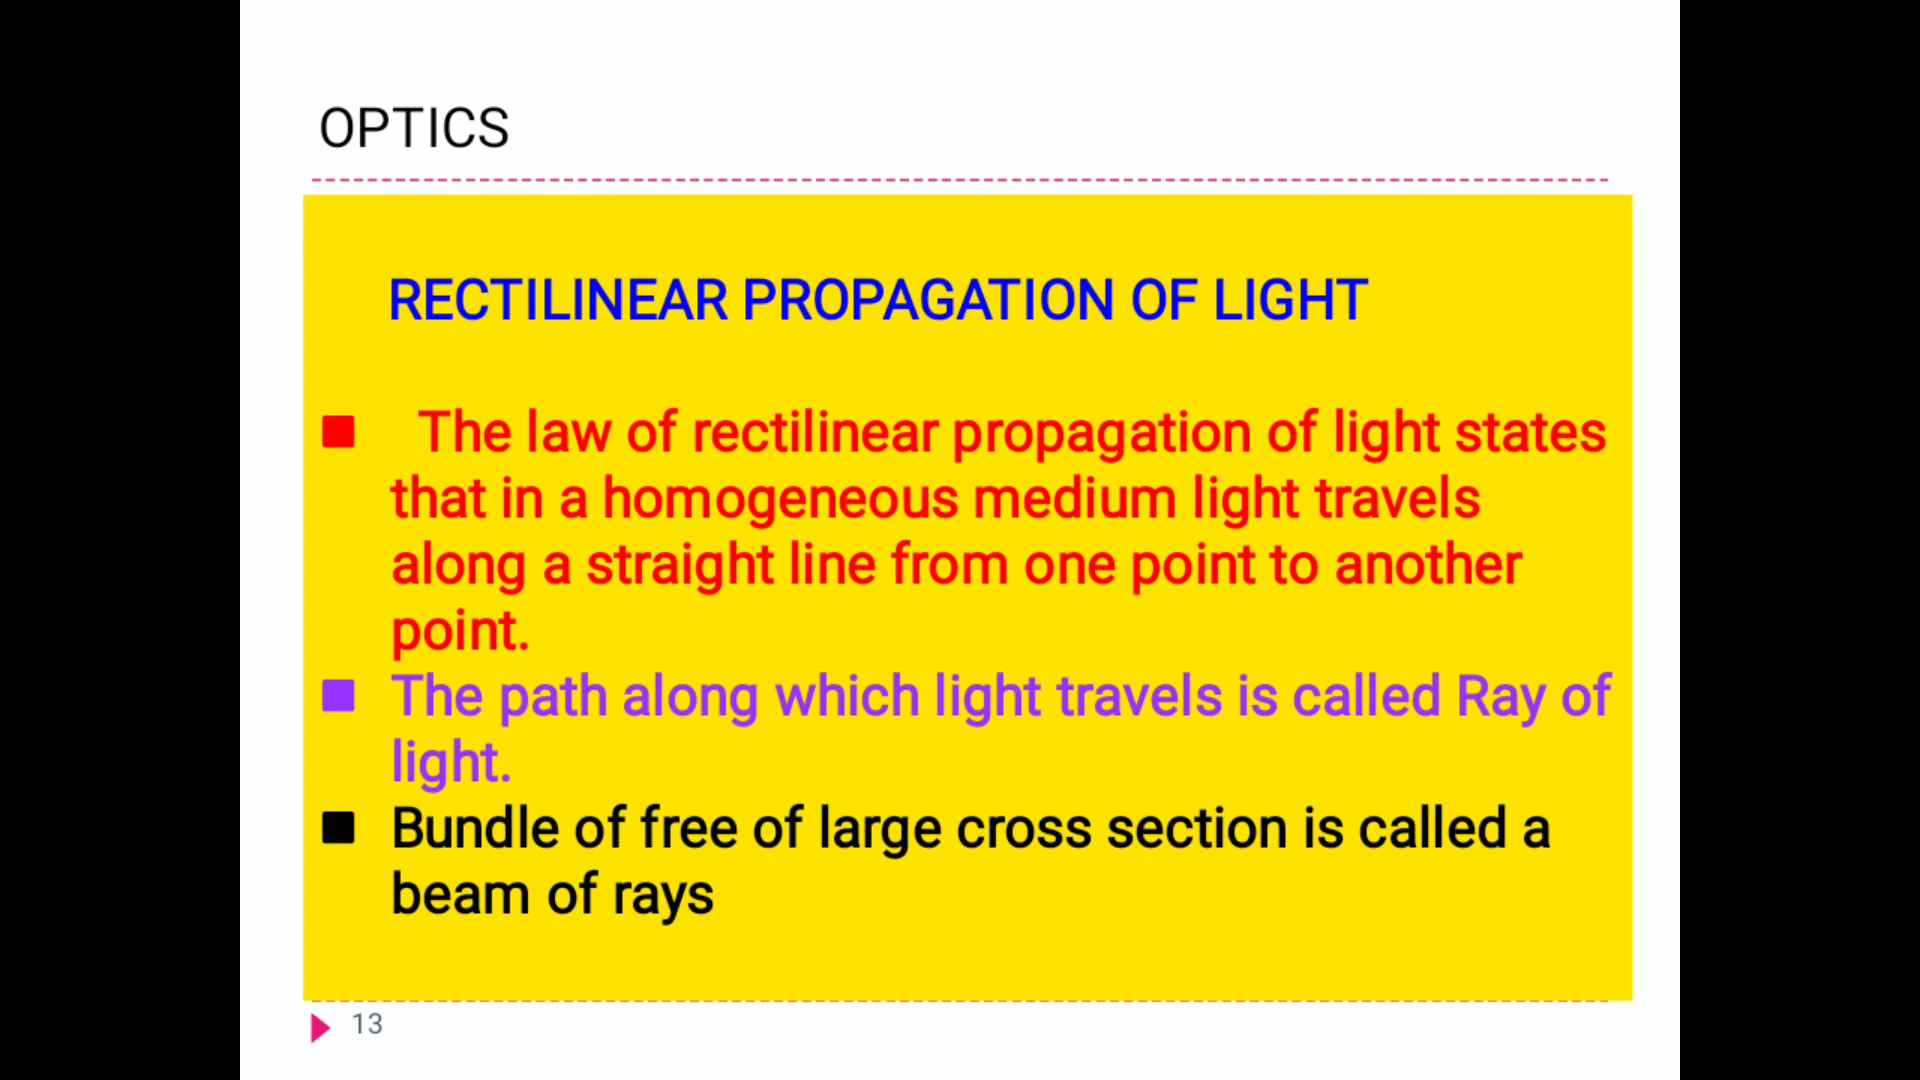 OPTICS
RECTILINEAR PROPAGATION OF LIGHT
The law of rectilinear propagation of light states
that in a homogeneous medium light travels
along a straight line from one point to another
point.
The path along which light travels is called Ray of
light.
Bundle of free of large cross section is called a
beam of rays
13